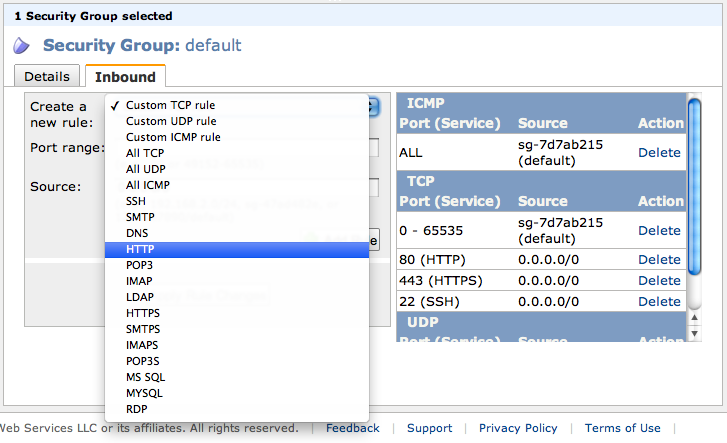 1 Security Group selected
Security Group: default
Details Inbound
Create a
new rule:
Port range:
Source:
✓ Custom TCP rule
Custom UDP rule
Custom ICMP rule
All TCP
All UDP
All ICMP
SSH
SMTP
DNS
HTTP
POP3
IMAP
LDAP
HTTPS
SMTPS
IMAPS
POP3S
MS SQL
MYSQL
RDP
ICMP
Port (Service) Source Action
ALL sg-7d7ab215
(default) Delete
TCP
Port (Service) Source Action
0 - 65535 sg-7d7ab215
(default) Delete
80 (HTTP) 0.0.0.0/0 Delete
443 (HTTPS) 0.0.0.0/0 Delete
22 (SSH) 0.0.0.0/0 Delete
UDP
Port (Service) Source Action
Web Services LLC or its affiliates. All rights reserved. | Feedback | Support | Privacy Policy | Terms of Use |